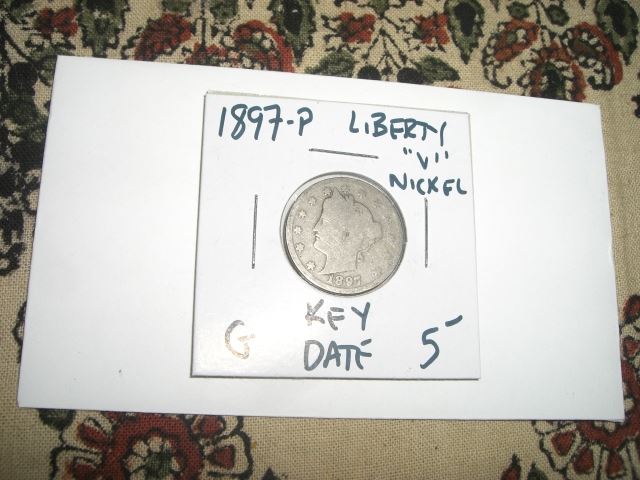 1897-P LIBERTY
"V"
NICKEL
1897
KEY
G DATE 5-